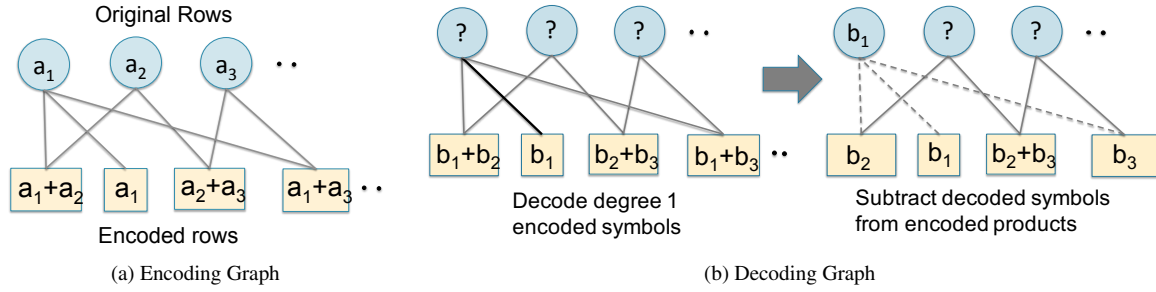 Original Rows
a1 a2 a3 ..
a1+a2 a1 a2+a3 a1+a3 ..
Encoded rows
(a) Encoding Graph
? ? ? ..
b1+b2 b1 b2+b3 b1+b3 ..
Decode degree 1
encoded symbols
b1 ? ? ..
b2 b1 b2+b3 b3
Subtract decoded symbols
from encoded products
(b) Decoding Graph